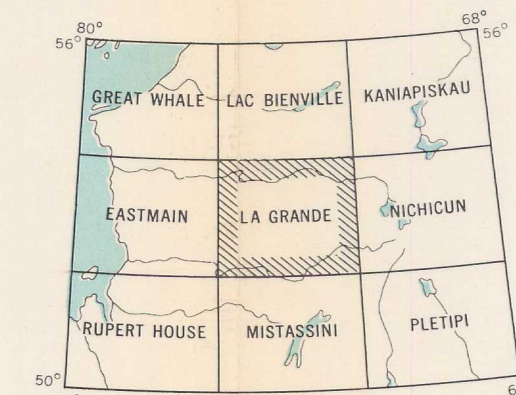 80° 68°
56° 56°
GREAT WHALE LAC BIENVILLE KANIAPISKAU
EASTMAIN LA GRANDE NICHICUN
RUPERT HOUSE MISTASSINI PLETIPI
50°